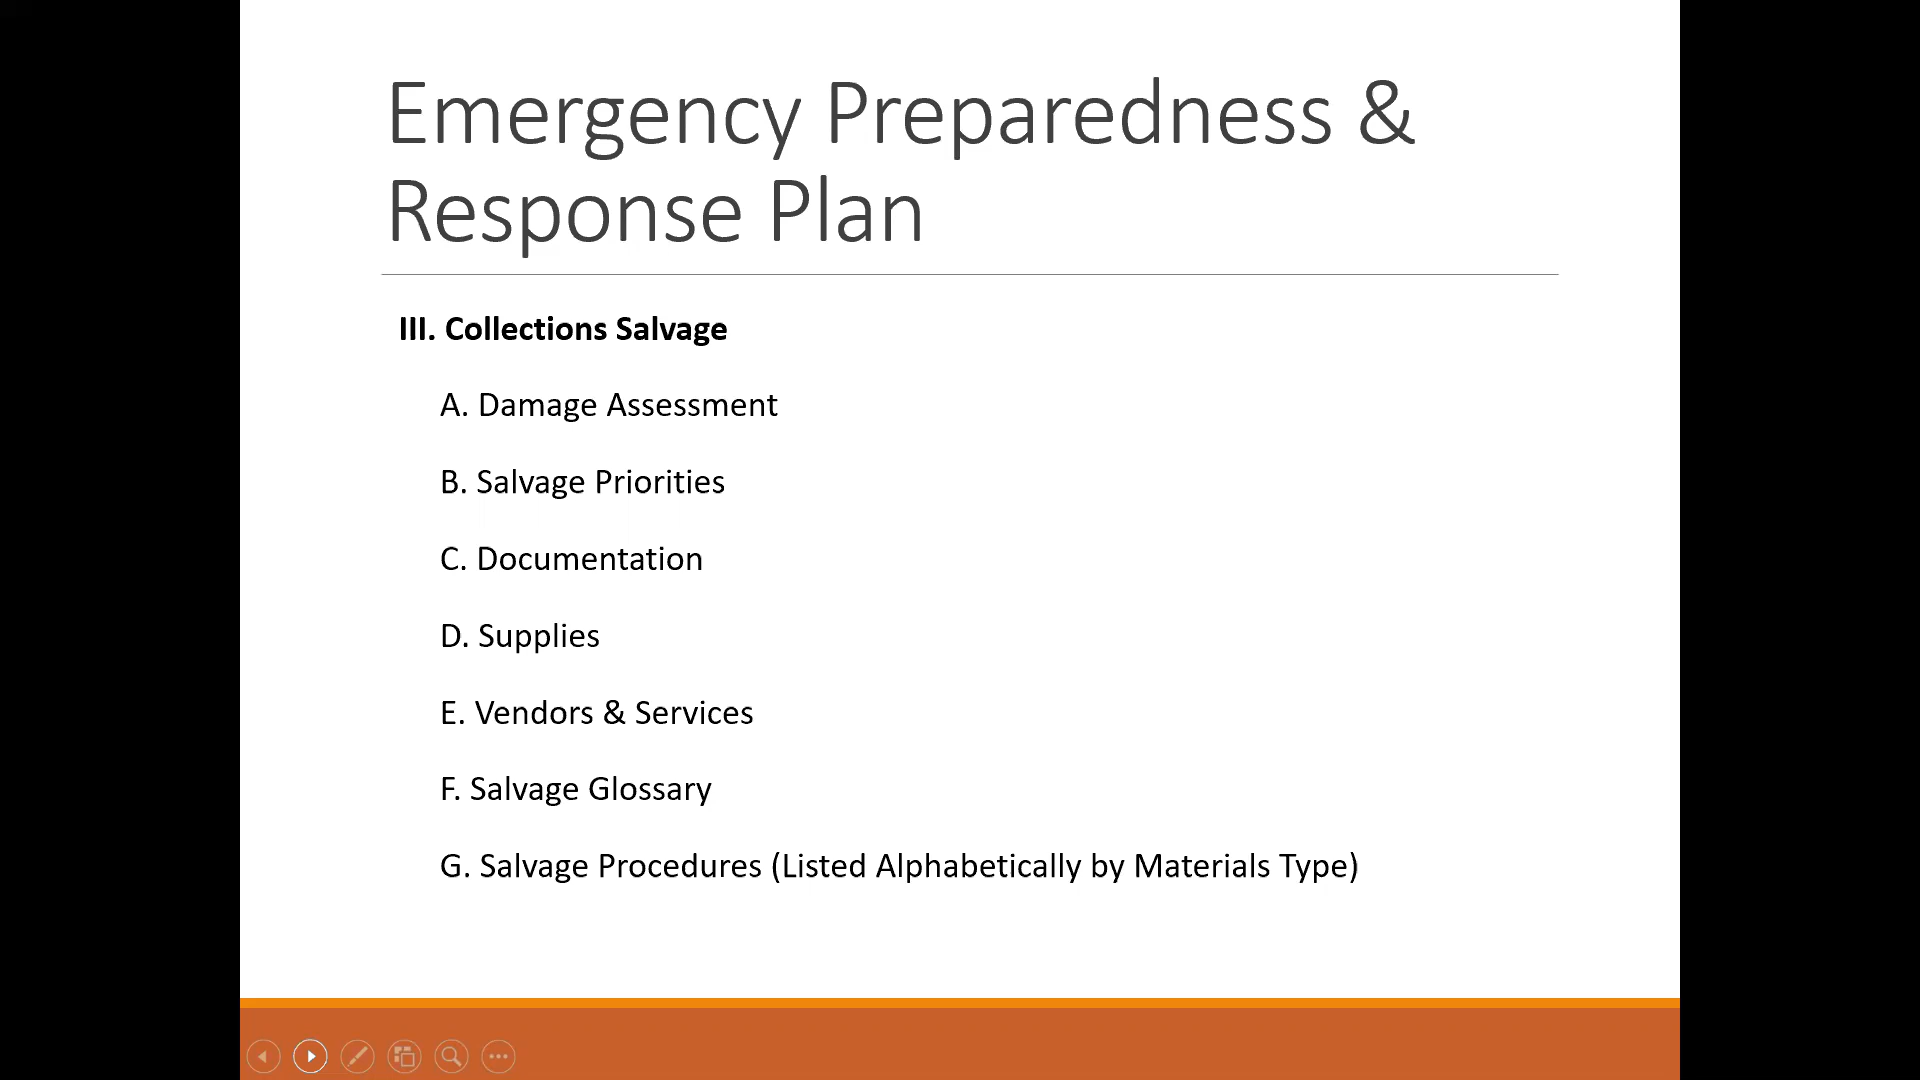 Emergency Preparedness &
Response Plan
III. Collections Salvage
A. Damage Assessment
B. Salvage Priorities
C. Documentation
D. Supplies
E. Vendors & Services
F. Salvage Glossary
G. Salvage Procedures (Listed Alphabetically by Materials Type)